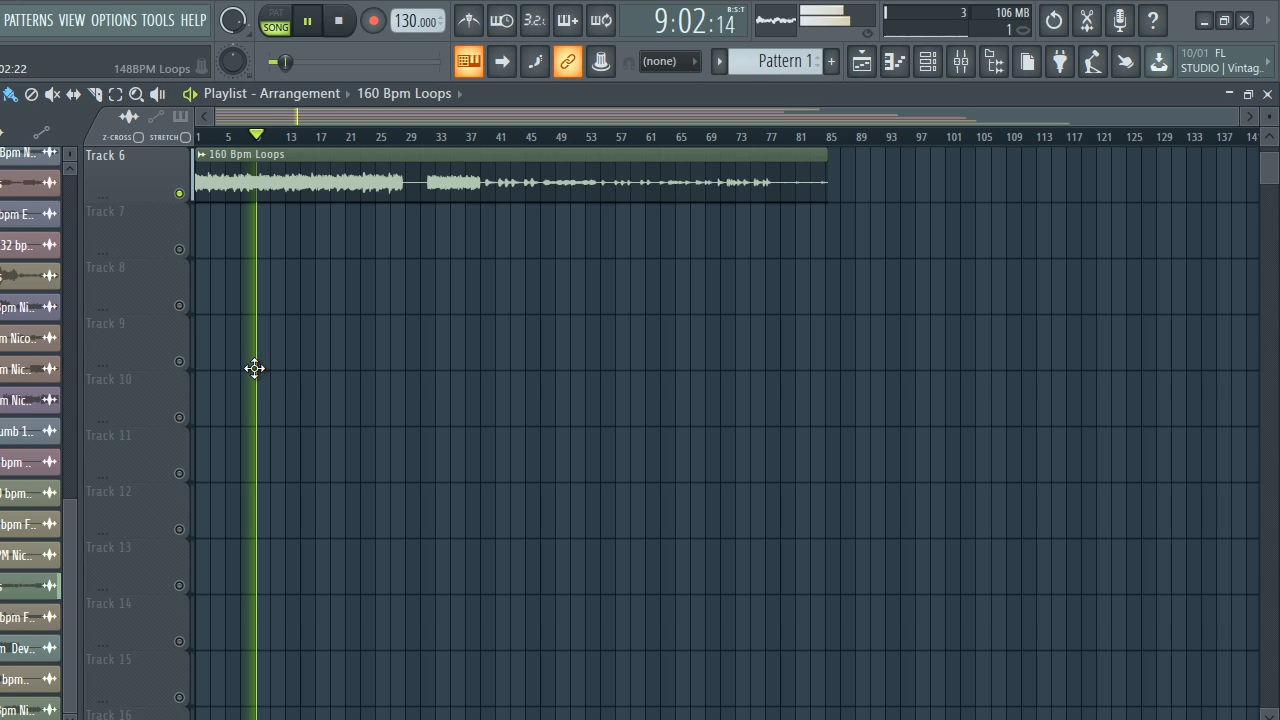 PATTERNS VIEW OPTIONS TOOLS HELP
PAT
SONG
130.000
3.2.
9:02:14
B:S:T
3
106 MB
1
02:22
148BPM Loops
(none)
Pattern 1
10/01 FL
STUDIO | Vintag..
Playlist - Arrangement
160 Bpm Loops
Z-CROSS
STRETCH
1 5 13 17 21 25 29 33 37 41 45 49 53 57 61 65 69 73 77 81 85 89 93 97 101 105 109 113 117 121 125 129 133 137 14
Bpm N..
Track 6
160 Bpm Loops
Track 7
bpm E..
32 bp..
Track 8
pm Ni..
Track 9
m Nico..
m Nic..
Track 10
m Nic..
umb 1..
Track 11
bpm ..
Track 12
bpm..
bpm F..
Track 13
M Nic..
Track 14
bpm F..
m Dev..
Track 15
bpm..
pm Ni..
Track 16